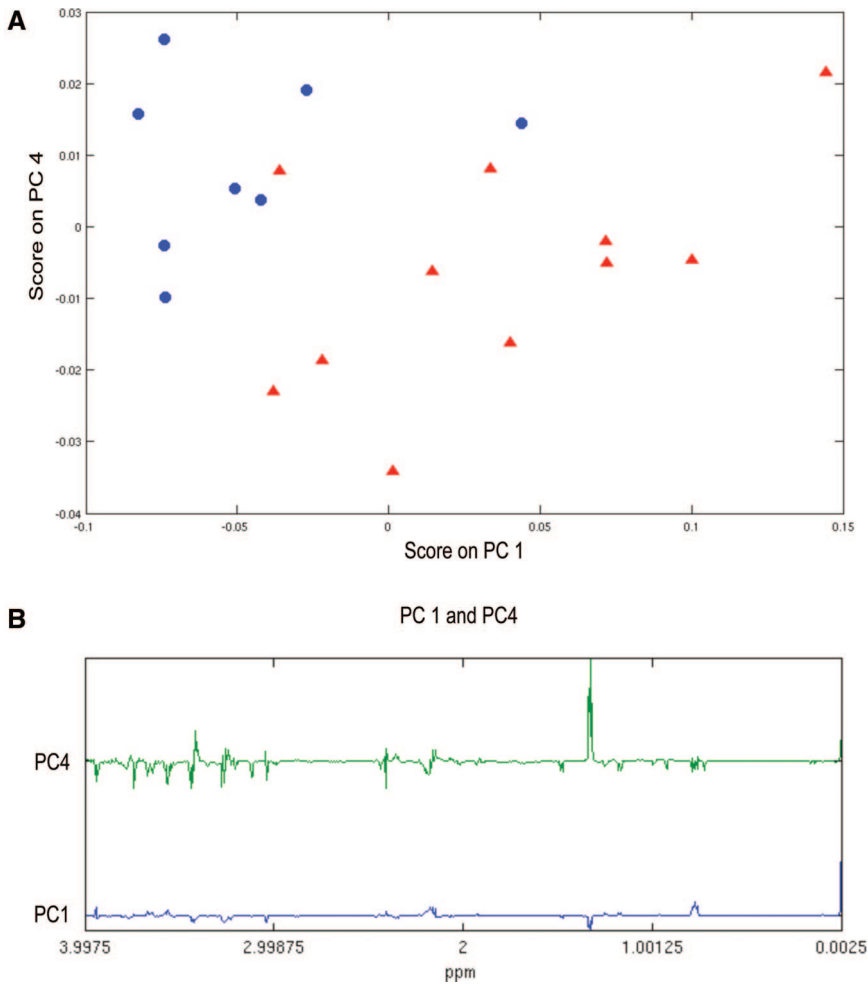 A
0.03
0.02
0.01
0
-0.01
-0.02
-0.03
-0.04
Score on PC 4
-0.1
-0.05
0
0.05
0.1
0.15
Score on PC 1
B
PC 1 and PC4
PC4
PC1
3.9975
2.99875
2
1.00125
0.0025
ppm